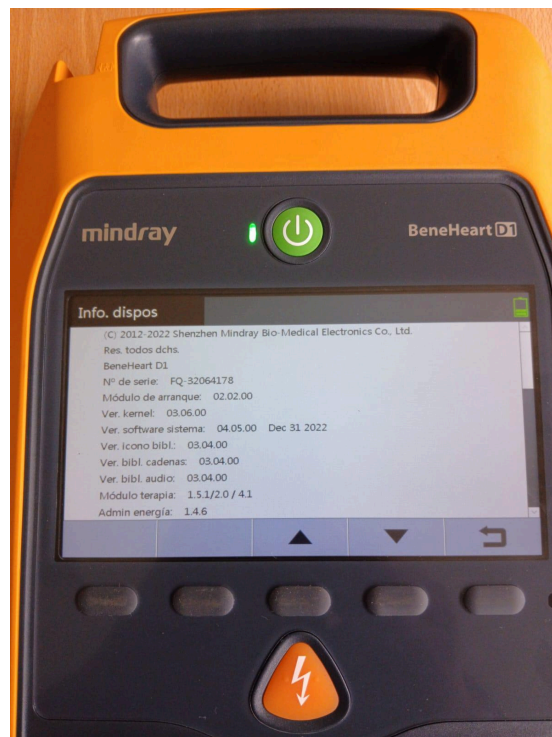 mindray
BeneHeart D1
Info. dispos
(C) 2012-2022 Shenzhen Mindray Bio-Medical Electronics Co., Ltd.
Res. todos dchs.
BeneHeart D1
Nº de serie: FQ-32064178
Módulo de arranque: 02.02.00
Ver. kernel: 03.06.00
Ver. software sistema: 04.05.00 Dec 31 2022
Ver. icono bibl.: 03.04.00
Ver. bibl. cadenas: 03.04.00
Ver. bibl. audio: 03.04.00
Módulo terapia: 1.5.1/2.0 / 4.1
Admin energía: 1.4.6